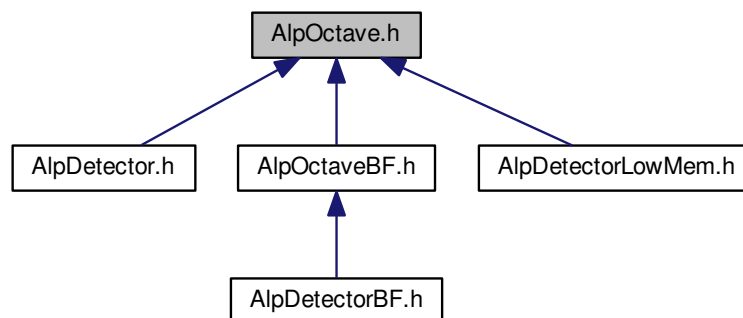 AlpOctave.h
AlpDetector.h
AlpOctaveBF.h
AlpDetectorLowMem.h
AlpDetectorBF.h